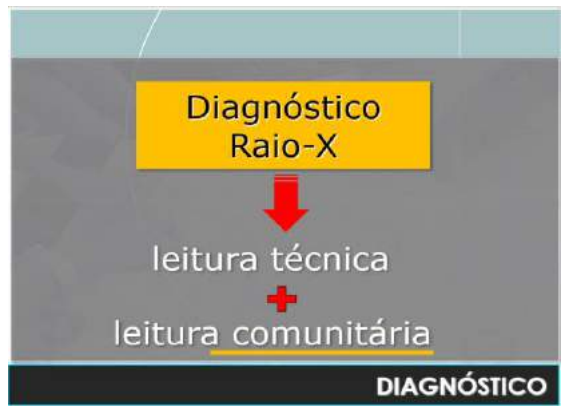 Diagnóstico
Raio-X
leitura técnica
+
leitura comunitária
DIAGNÓSTICO